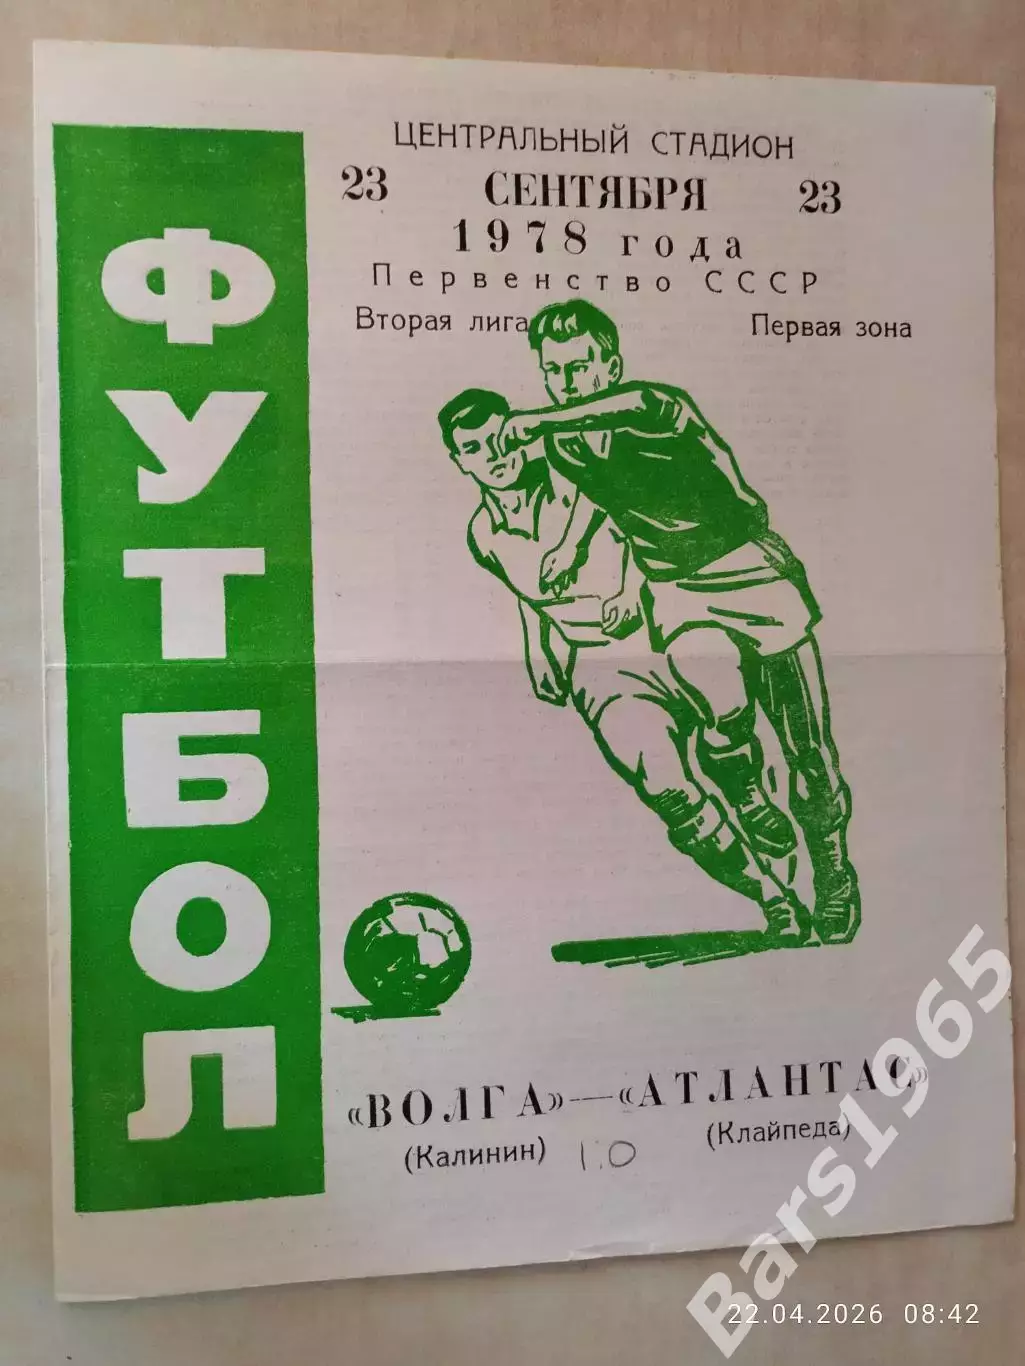 ФУТБОЛ
ЦЕНТРАЛЬНЫЙ СТАДИОН
23 СЕНТЯБРЯ 23
1978 года
Первенство СССР
Вторая лига Первая зона
«ВОЛГА»—«АТЛАНТАС»
(Калинин) 1:0 (Клайпеда)
Bars1965
22.04.2026 08:42